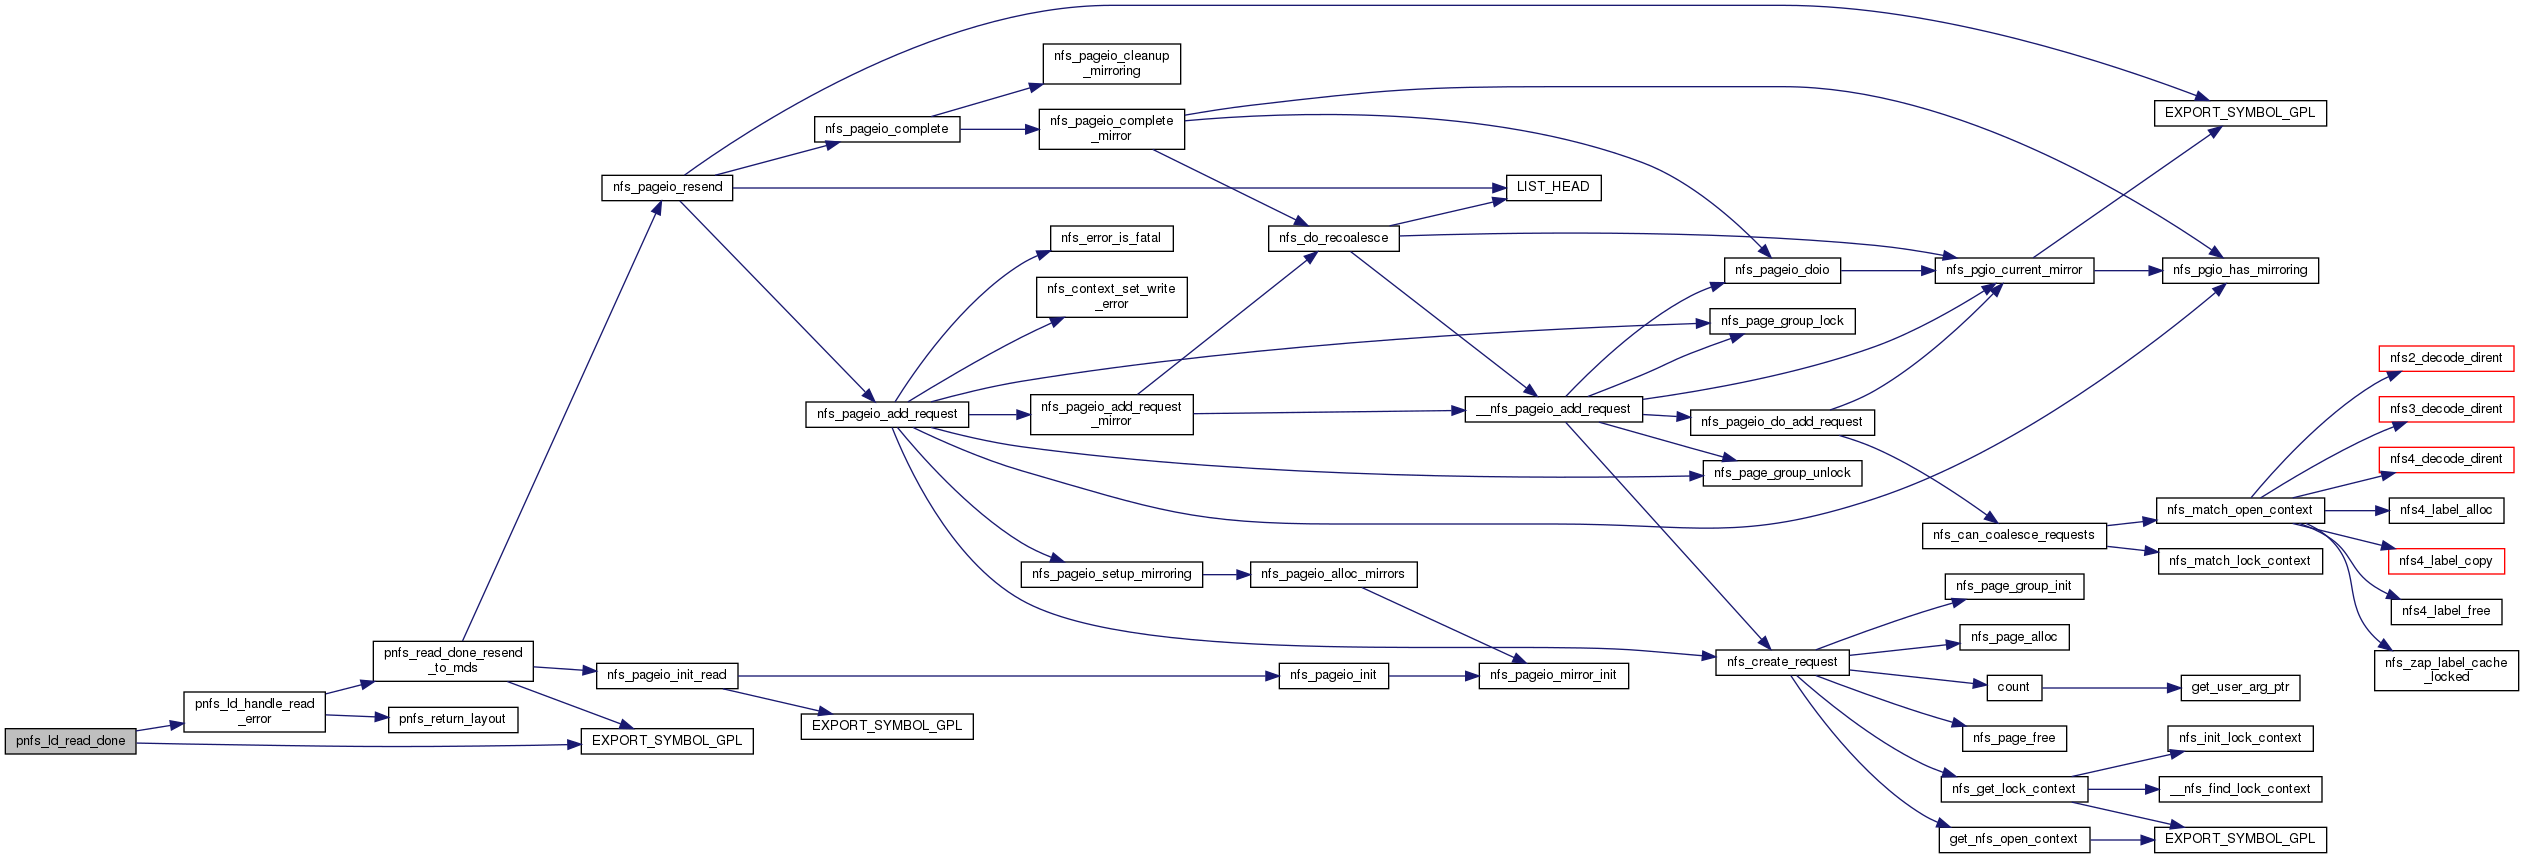 nfs_pageio_cleanup
_mirroring
EXPORT_SYMBOL_GPL
nfs_pageio_complete
nfs_pageio_complete
_mirror
nfs_pageio_resend
LIST_HEAD
nfs_error_is_fatal
nfs_do_recoalesce
nfs_pageio_doio
nfs_pgio_current_mirror
nfs_pgio_has_mirroring
nfs_context_set_write
_error
nfs_page_group_lock
nfs2_decode_dirent
nfs_pageio_add_request
nfs_pageio_add_request
_mirror
__nfs_pageio_add_request
nfs_pageio_do_add_request
nfs3_decode_dirent
nfs4_decode_dirent
nfs_page_group_unlock
nfs_match_open_context
nfs4_label_alloc
nfs_can_coalesce_requests
nfs_match_lock_context
nfs4_label_copy
nfs_pageio_setup_mirroring
nfs_pageio_alloc_mirrors
nfs_page_group_init
nfs4_label_free
nfs_page_alloc
pnfs_read_done_resend
_to_mds
nfs_pageio_init_read
nfs_pageio_init
nfs_pageio_mirror_init
nfs_create_request
nfs_zap_label_cache
_locked
count
get_user_arg_ptr
pnfs_ld_handle_read
_error
pnfs_return_layout
EXPORT_SYMBOL_GPL
nfs_page_free
nfs_init_lock_context
pnfs_ld_read_done
EXPORT_SYMBOL_GPL
nfs_get_lock_context
__nfs_find_lock_context
get_nfs_open_context
EXPORT_SYMBOL_GPL